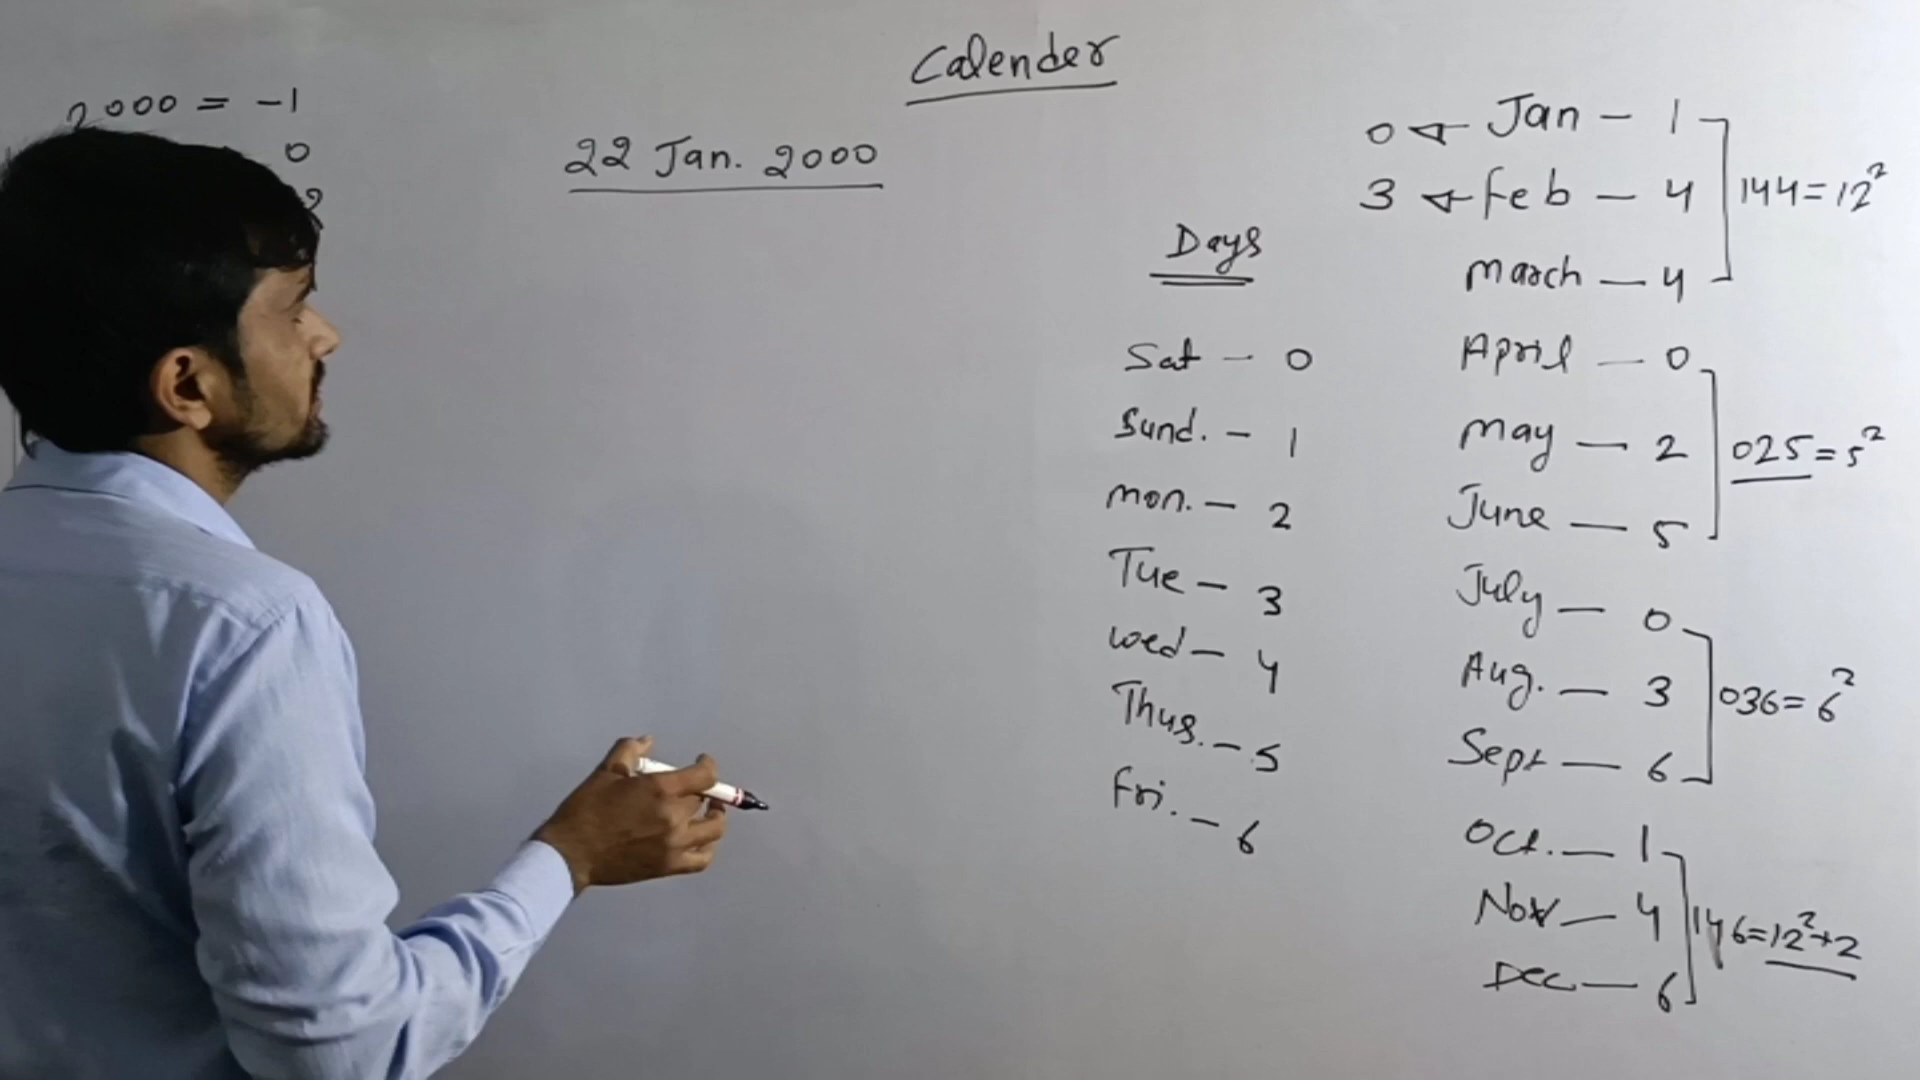 Calender
2000 = -1
0
22 Jan. 2000
Days
Sat - 0
Sund. - 1
Mon. - 2
Tue - 3
Wed - 4
Thus. - 5
Fri. - 6
0 ← Jan - 1
3 ← Feb - 4
March - 4
144 = 12²
April - 0
May - 2
June - 5
025 = 5²
July - 0
Aug. - 3
Sept - 6
036 = 6²
Oct. - 1
Nov - 4
Dec - 6
146 = 12² + 2